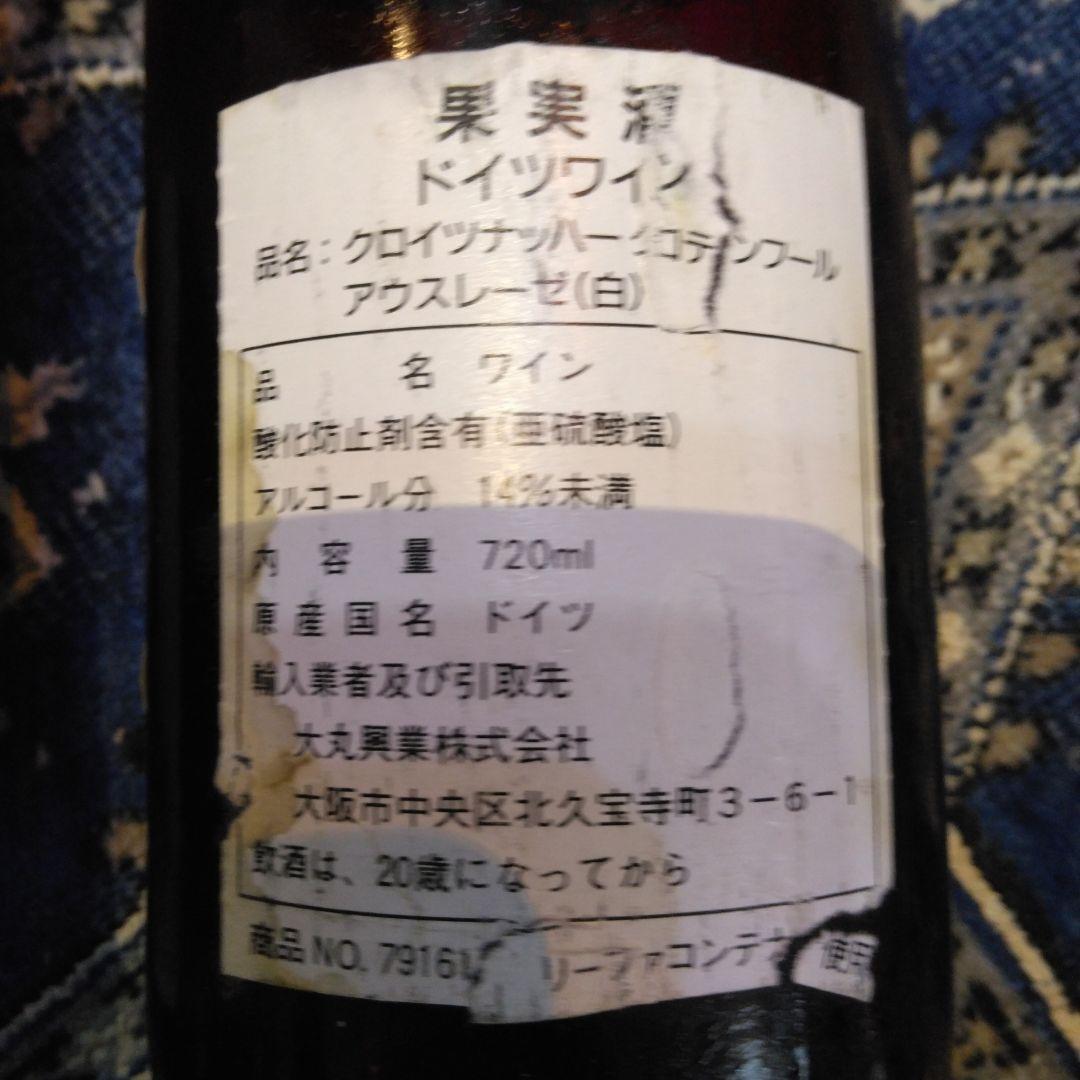 果実酒
ドイツワイン
品名：クロイツナッハークロテンフール
アウスレーゼ(白)
品名 ワイン
酸化防止剤含有(亜硫酸塩)
アルコール分 14%未満
内容量 720ml
原産国名 ドイツ
輸入業者及び引取先
大丸興業株式会社
大阪市中央区北久宝寺町3-6-1
飲酒は、20歳になってから
商品NO. 79161 リーファコンテナ 使用